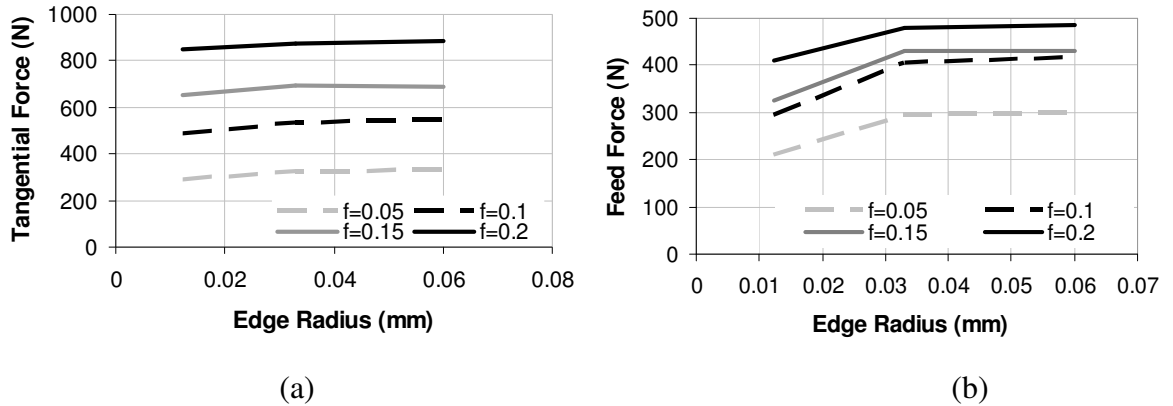 Tangential Force (N)
1000
800
600
400
200
0
f=0.05 f=0.1
f=0.15 f=0.2
0 0.02 0.04 0.06 0.08
Edge Radius (mm)
(a)
Feed Force (N)
500
400
300
200
100
0
f=0.05 f=0.1
f=0.15 f=0.2
0 0.01 0.02 0.03 0.04 0.05 0.06 0.07
Edge Radius (mm)
(b)